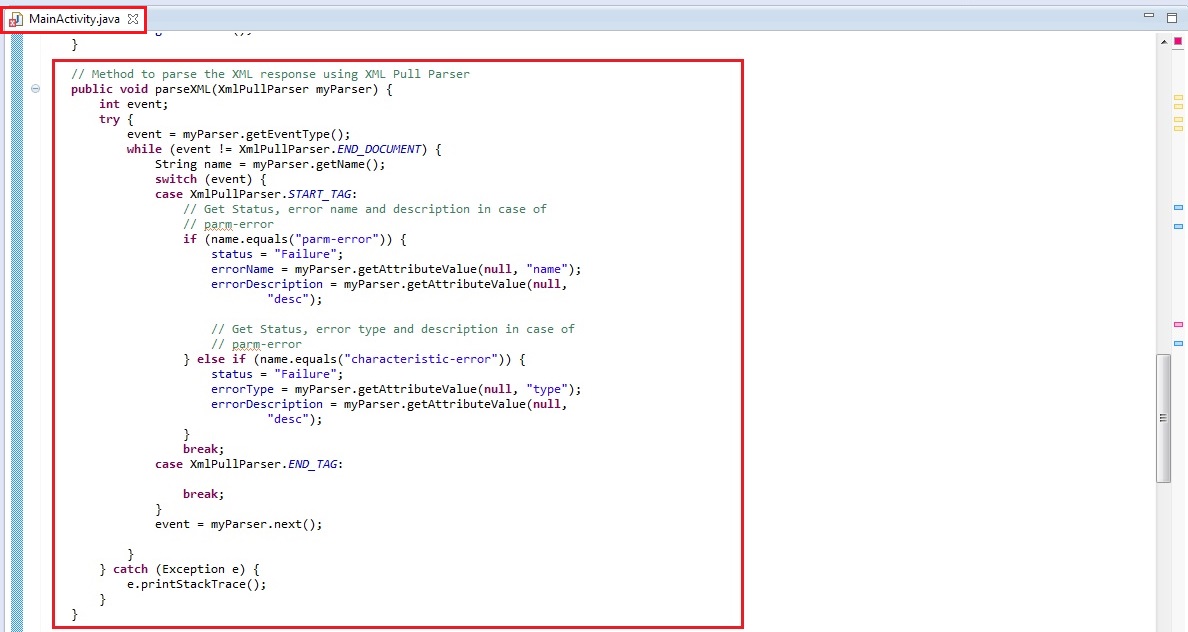 MainActivity.java
}
// Method to parse the XML response using XML Pull Parser
public void parseXML(XmlPullParser myParser) {
int event;
try {
event = myParser.getEventType();
while (event != XmlPullParser.END_DOCUMENT) {
String name = myParser.getName();
switch (event) {
case XmlPullParser.START_TAG:
// Get Status, error name and description in case of
// parm-error
if (name.equals("parm-error")) {
status = "Failure";
errorName = myParser.getAttributeValue(null, "name");
errorDescription = myParser.getAttributeValue(null,
"desc");
// Get Status, error type and description in case of
// parm-error
} else if (name.equals("characteristic-error")) {
status = "Failure";
errorType = myParser.getAttributeValue(null, "type");
errorDescription = myParser.getAttributeValue(null,
"desc");
}
break;
case XmlPullParser.END_TAG:
break;
}
event = myParser.next();
}
} catch (Exception e) {
e.printStackTrace();
}
}